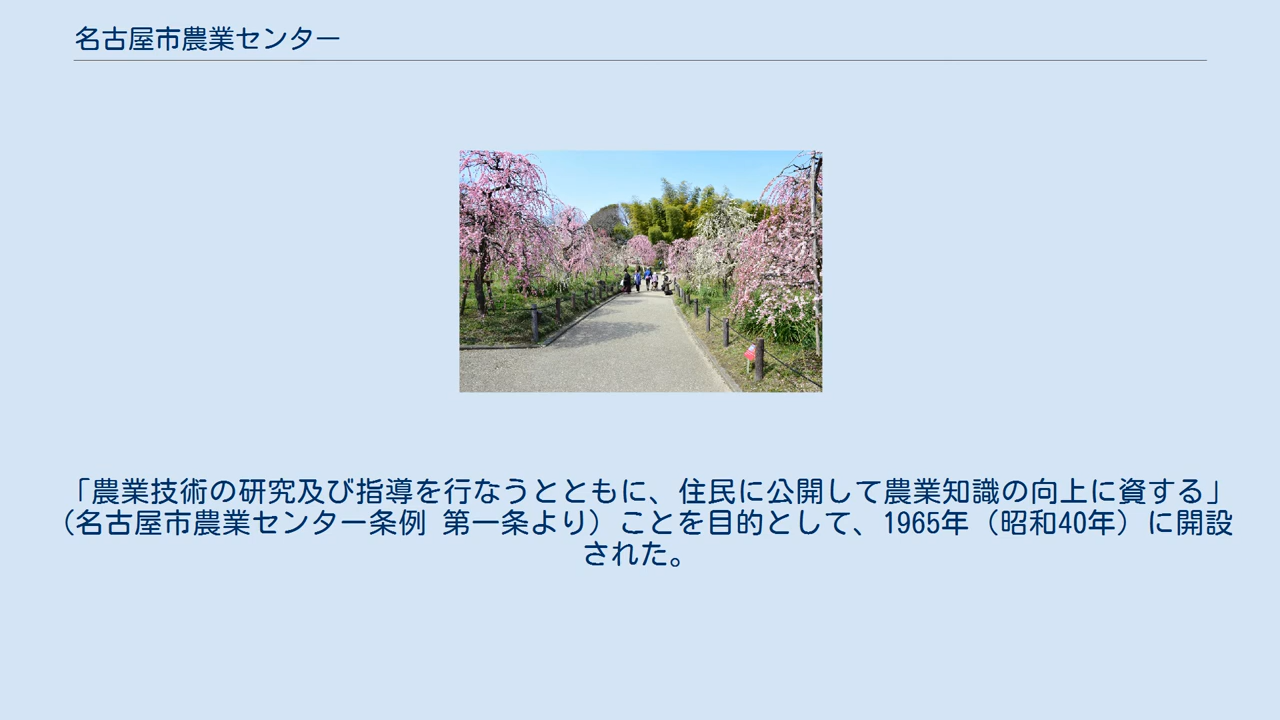 名古屋市農業センター
「農業技術の研究及び指導を行なうとともに、住民に公開して農業知識の向上に資する」
（名古屋市農業センター条例 第一条より）ことを目的として、1965年（昭和40年）に開設
された。